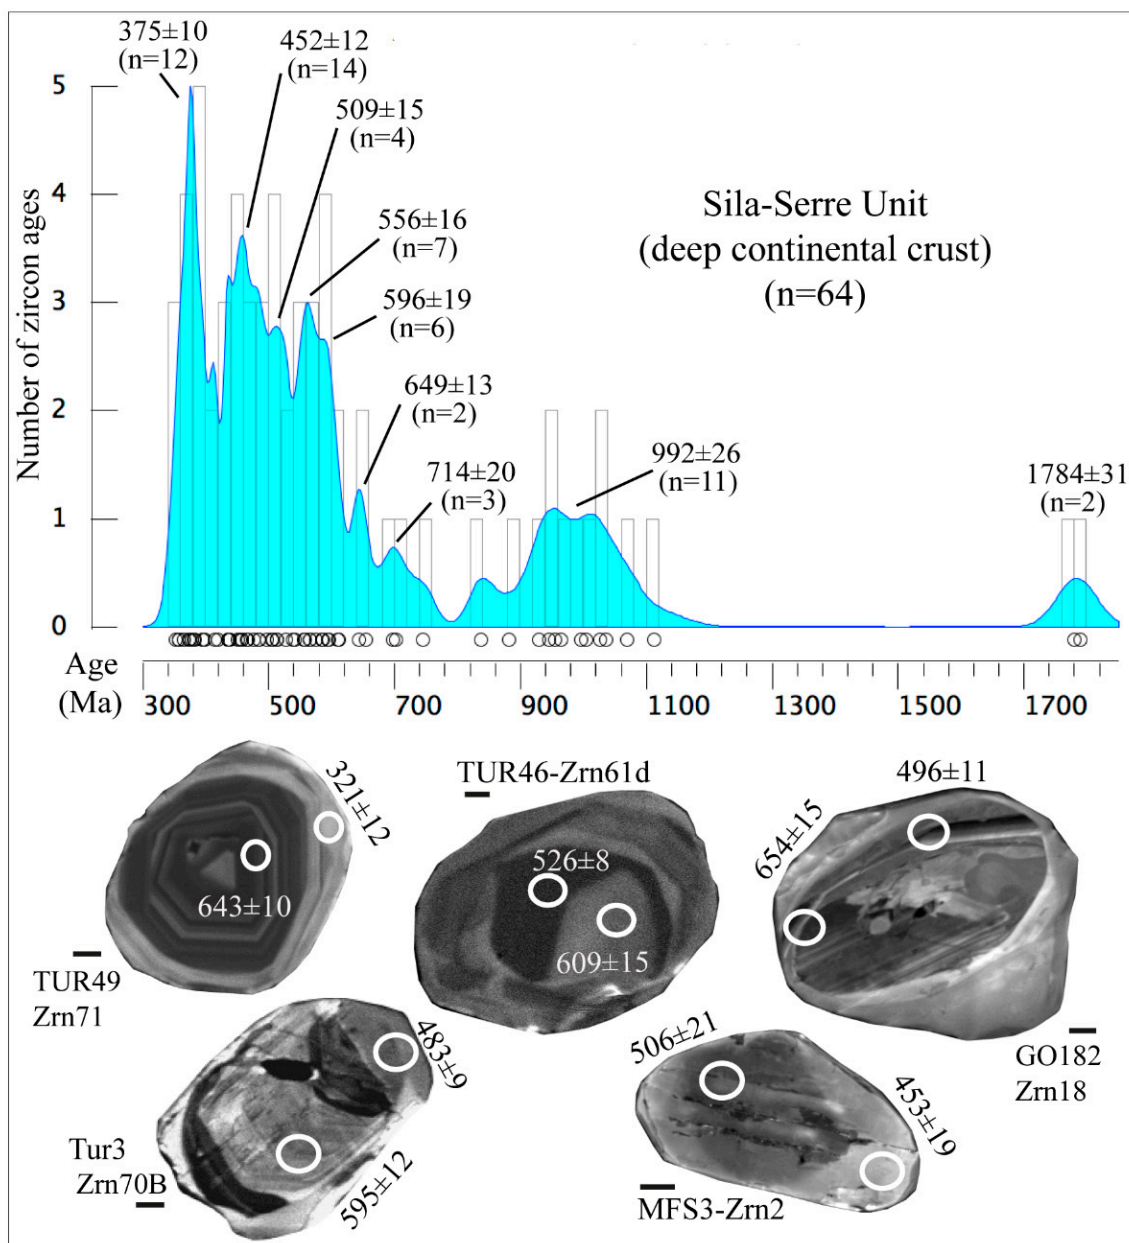 375±10
(n=12)
452±12
(n=14)
509±15
(n=4)
556±16
(n=7)
596±19
(n=6)
649±13
(n=2)
714±20
(n=3)
992±26
(n=11)
1784±31
(n=2)
Sila-Serre Unit
(deep continental crust)
(n=64)
Number of zircon ages
5
4
3
2
1
0
Age
(Ma)
300 500 700 900 1100 1300 1500 1700
321±12
643±10
TUR49
Zrn71
TUR46-Zrn61d
526±8
609±15
496±11
654±15
GO182
Zrn18
483±9
595±12
Tur3
Zrn70B
506±21
453±19
MFS3-Zrn2